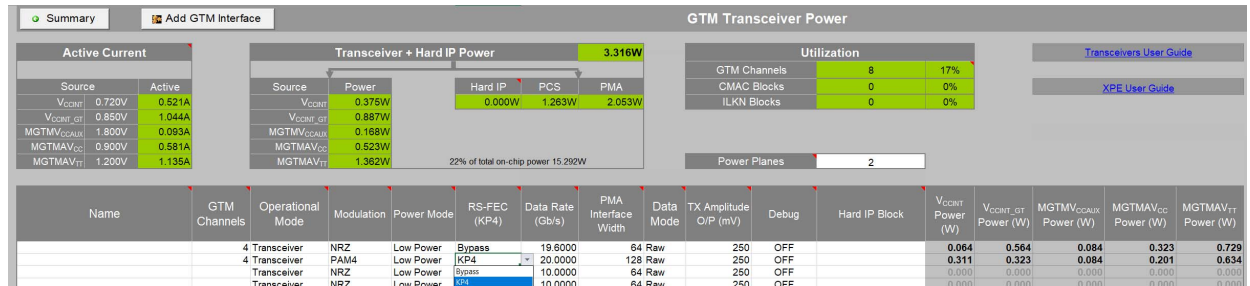 Summary Add GTM Interface GTM Transceiver Power
Active Current
Source Active
VCCINT 0.720V 0.521A
VCCINT_GT 0.850V 1.044A
MGTMVCCAUX 1.800V 0.093A
MGTMAVCC 0.900V 0.581A
MGTMAVTT 1.200V 1.135A
Transceiver + Hard IP Power 3.316W
Source Power
VCCINT 0.375W
VCCINT_GT 0.887W
MGTMVCCAUX 0.168W
MGTMAVCC 0.523W
MGTMAVTT 1.362W
Hard IP PCS PMA
0.000W 1.263W 2.053W
22% of total on-chip power 15.292W
Utilization
GTM Channels 8 17%
CMAC Blocks 0 0%
ILKN Blocks 0 0%
Power Planes 2
Transceivers User Guide
XPE User Guide
Name GTM Channels Operational Mode Modulation Power Mode RS-FEC (KP4) Data Rate (Gb/s) PMA Interface Width Data Mode TX Amplitude O/P (mV) Debug Hard IP Block VCCINT Power (W) VCCINT_GT Power (W) MGTMVCCAUX Power (W) MGTMAVCC Power (W) MGTMAVTT Power (W)
4 Transceiver NRZ Low Power Bypass 19.6000 64 Raw 250 OFF 0.064 0.564 0.084 0.323 0.729
4 Transceiver PAM4 Low Power KP4 20.0000 128 Raw 250 OFF 0.311 0.323 0.084 0.201 0.634
Transceiver NRZ Low Power Bypass 10.0000 64 Raw 250 OFF 0.000 0.000 0.000 0.000 0.000
Transceiver NRZ Low Power KP4 10.0000 64 Raw 250 OFF 0.000 0.000 0.000 0.000 0.000